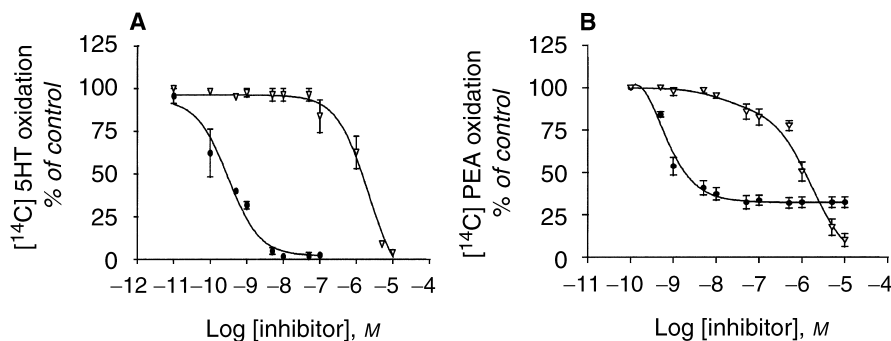 A
125
100
75
50
25
0
[¹⁴C] 5HT oxidation
% of control
−12 −11 −10 −9 −8 −7 −6 −5 −4
Log [inhibitor], M
B
125
100
75
50
25
0
[¹⁴C] PEA oxidation
% of control
−11 −10 −9 −8 −7 −6 −5 −4
Log [inhibitor], M